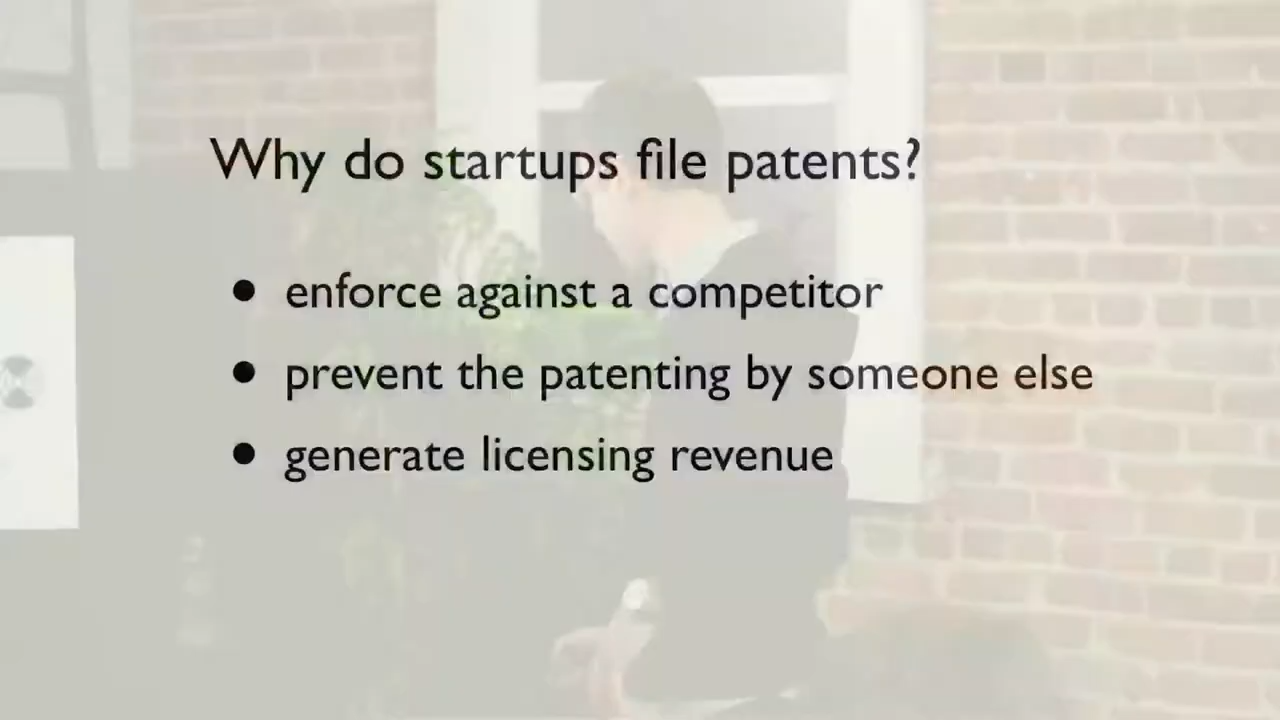 Why do startups file patents?
• enforce against a competitor
• prevent the patenting by someone else
• generate licensing revenue